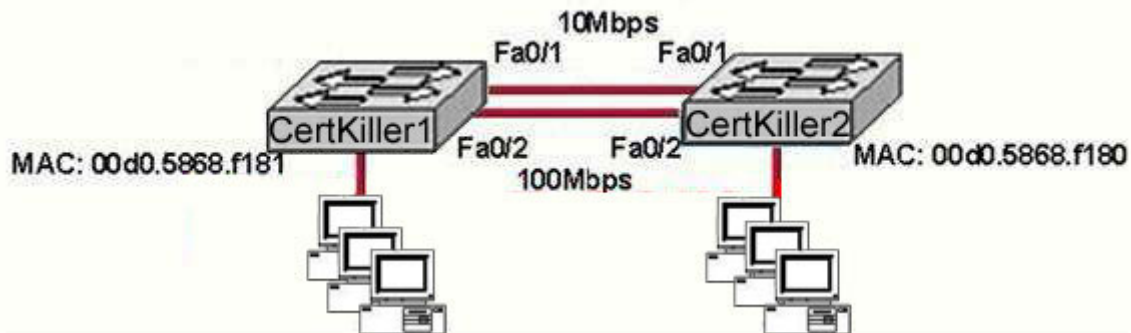 10Mbps
Fa0/1
Fa0/1
CertKiller1
CertKiller2
Fa0/2
Fa0/2
MAC: 00d0.5868.f181
MAC: 00d0.5868.f180
100Mbps